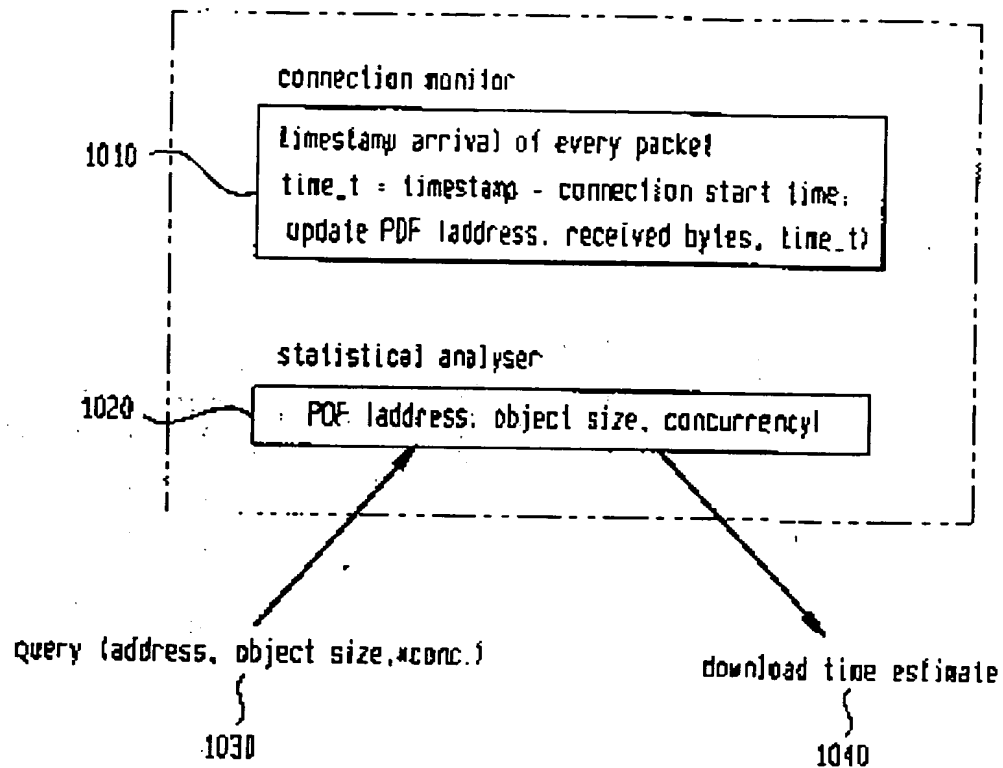 connection monitor
timestamp arrival of every packet
1010
time_t = timestamp - connection start time;
update PDF (address, received bytes, time_t)
statistical analyser
1020
PDF (address, object size, concurrency)
query (address, object size, *conc.)
download time estimate
1030
1040